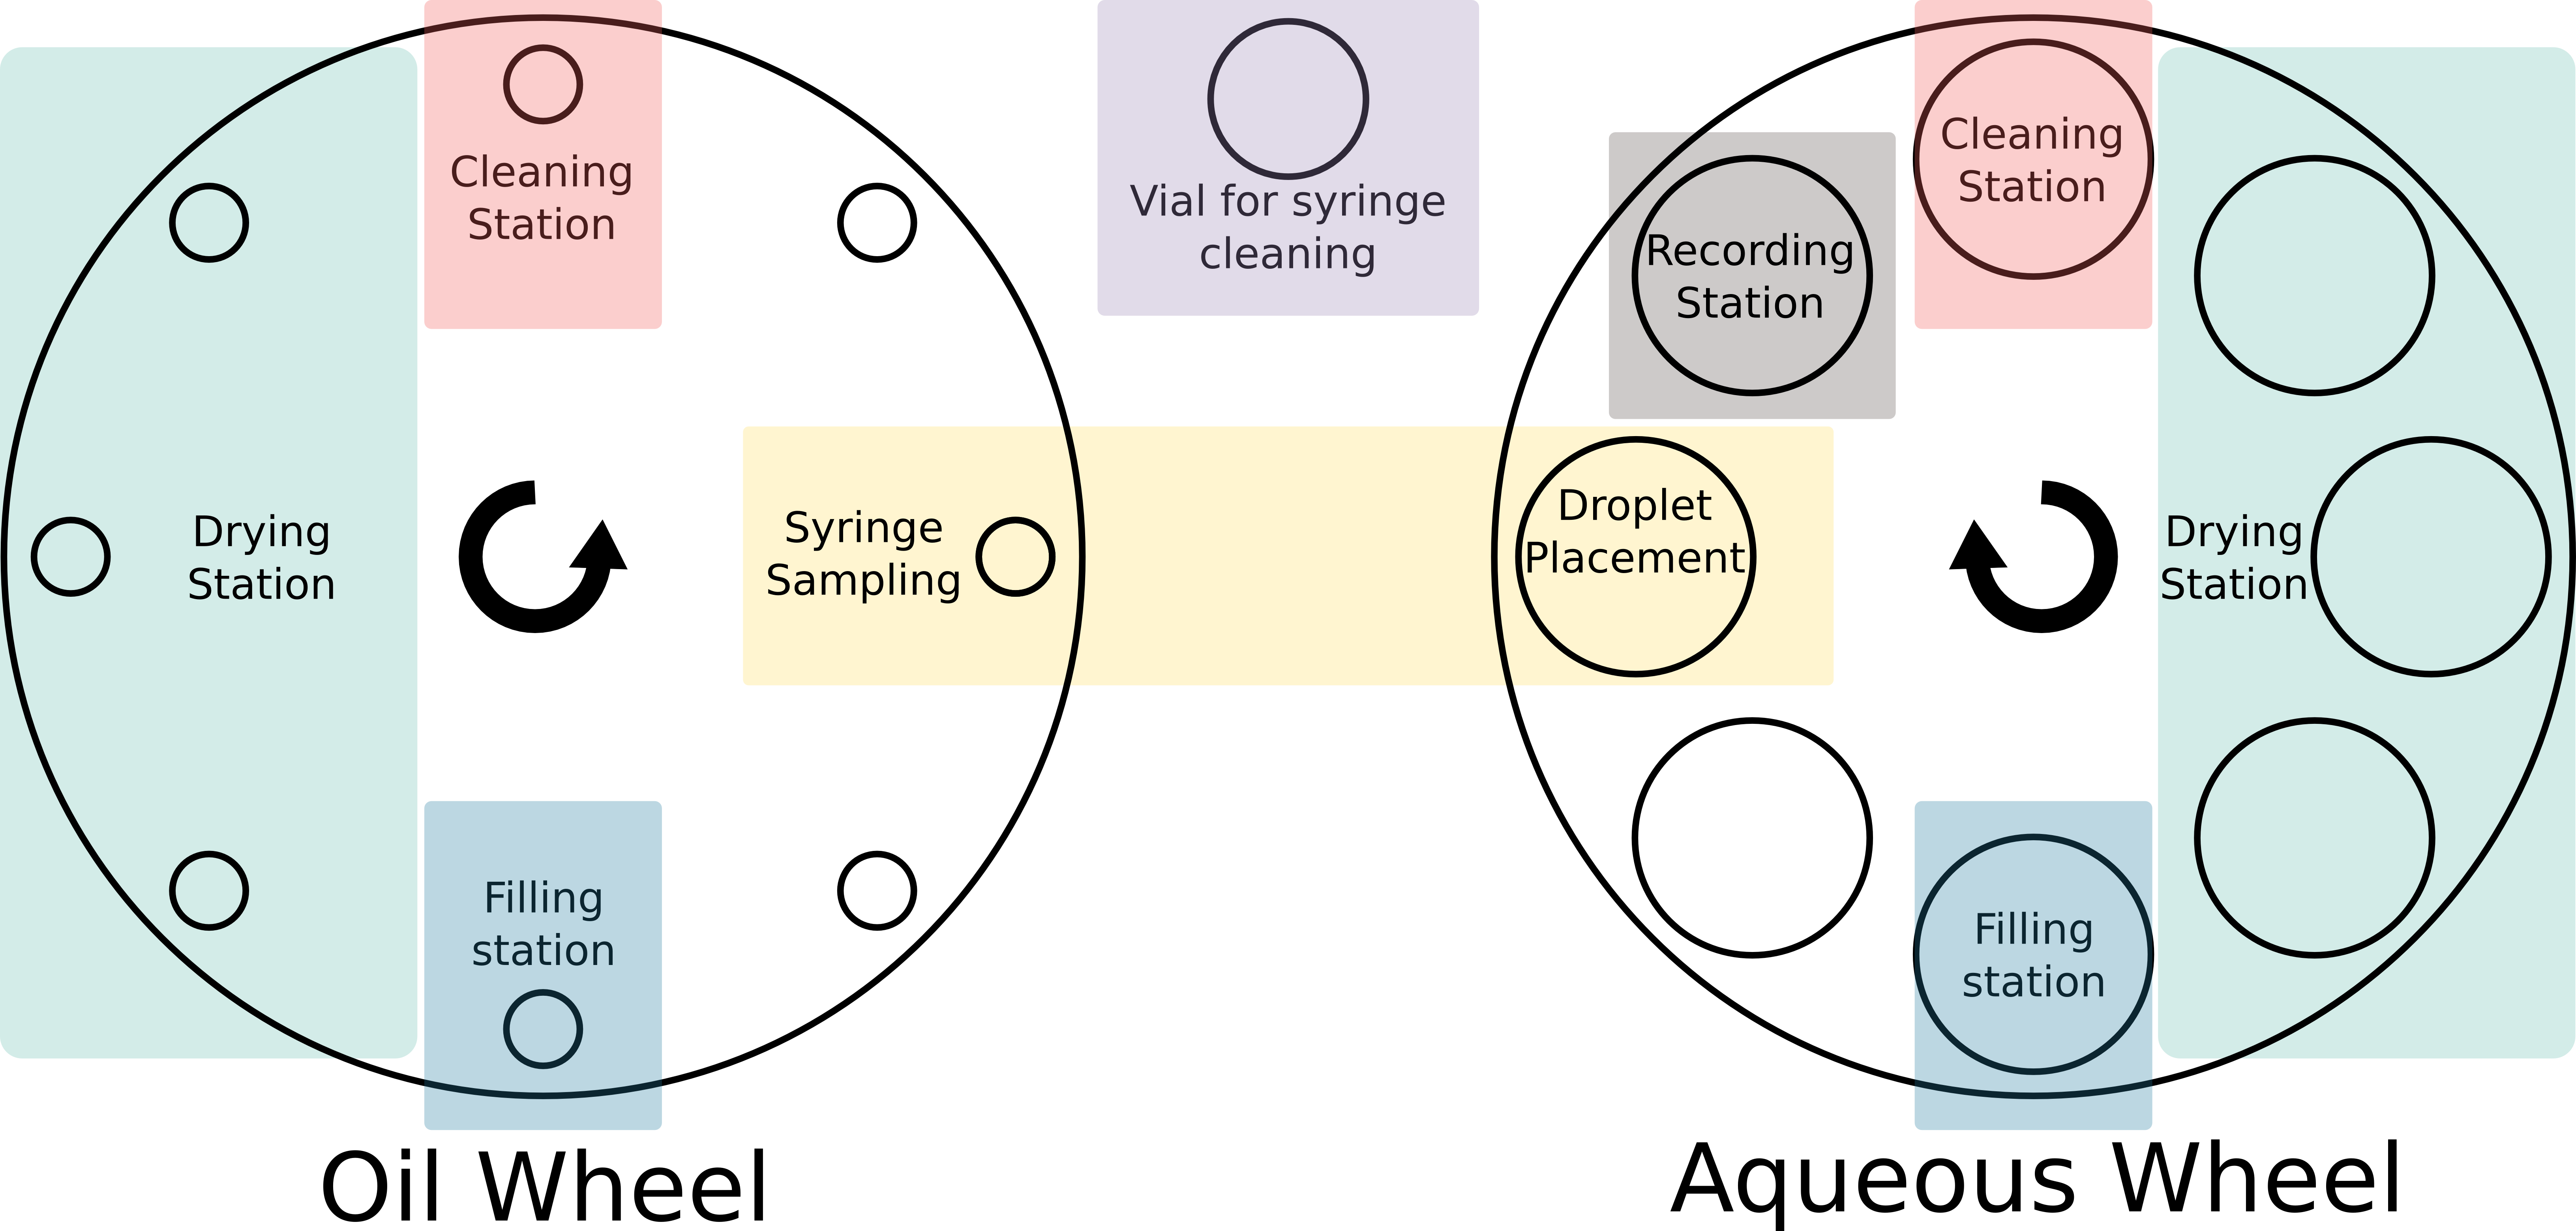 Cleaning
Station
Vial for syringe
cleaning
Cleaning
Station
Recording
Station
Drying
Station
Syringe
Sampling
Droplet
Placement
Drying
Station
Filling
station
Filling
station
Oil Wheel
Aqueous Wheel